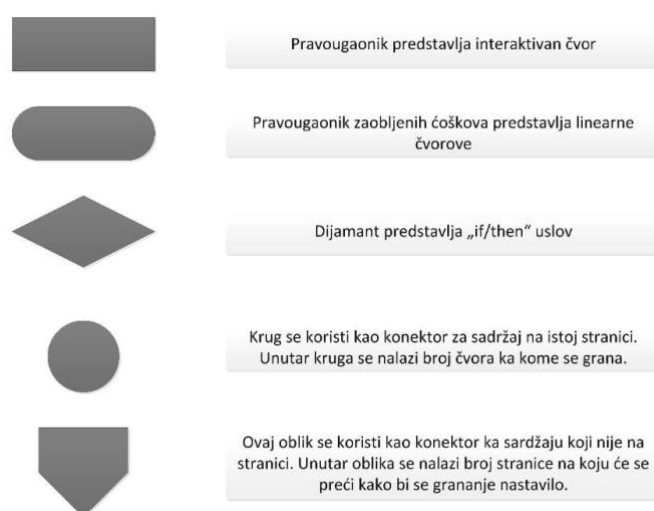 Pravougaonik predstavlja interaktivan čvor
Pravougaonik zaobljenih ćoškova predstavlja linearne
čvorove
Dijamant predstavlja „if/then“ uslov
Krug se koristi kao konektor za sadržaj na istoj stranici.
Unutar kruga se nalazi broj čvora ka kome se grana.
Ovaj oblik se koristi kao konektor ka sardžaju koji nije na
stranici. Unutar oblika se nalazi broj stranice na koju će se
preći kako bi se grananje nastavilo.